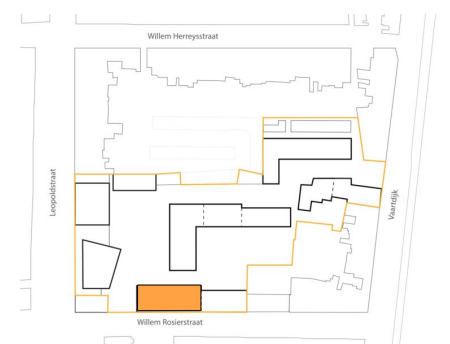 Willem Herreysstraat
Leopoldstraat
Vaartdijk
Willem Rosierstraat